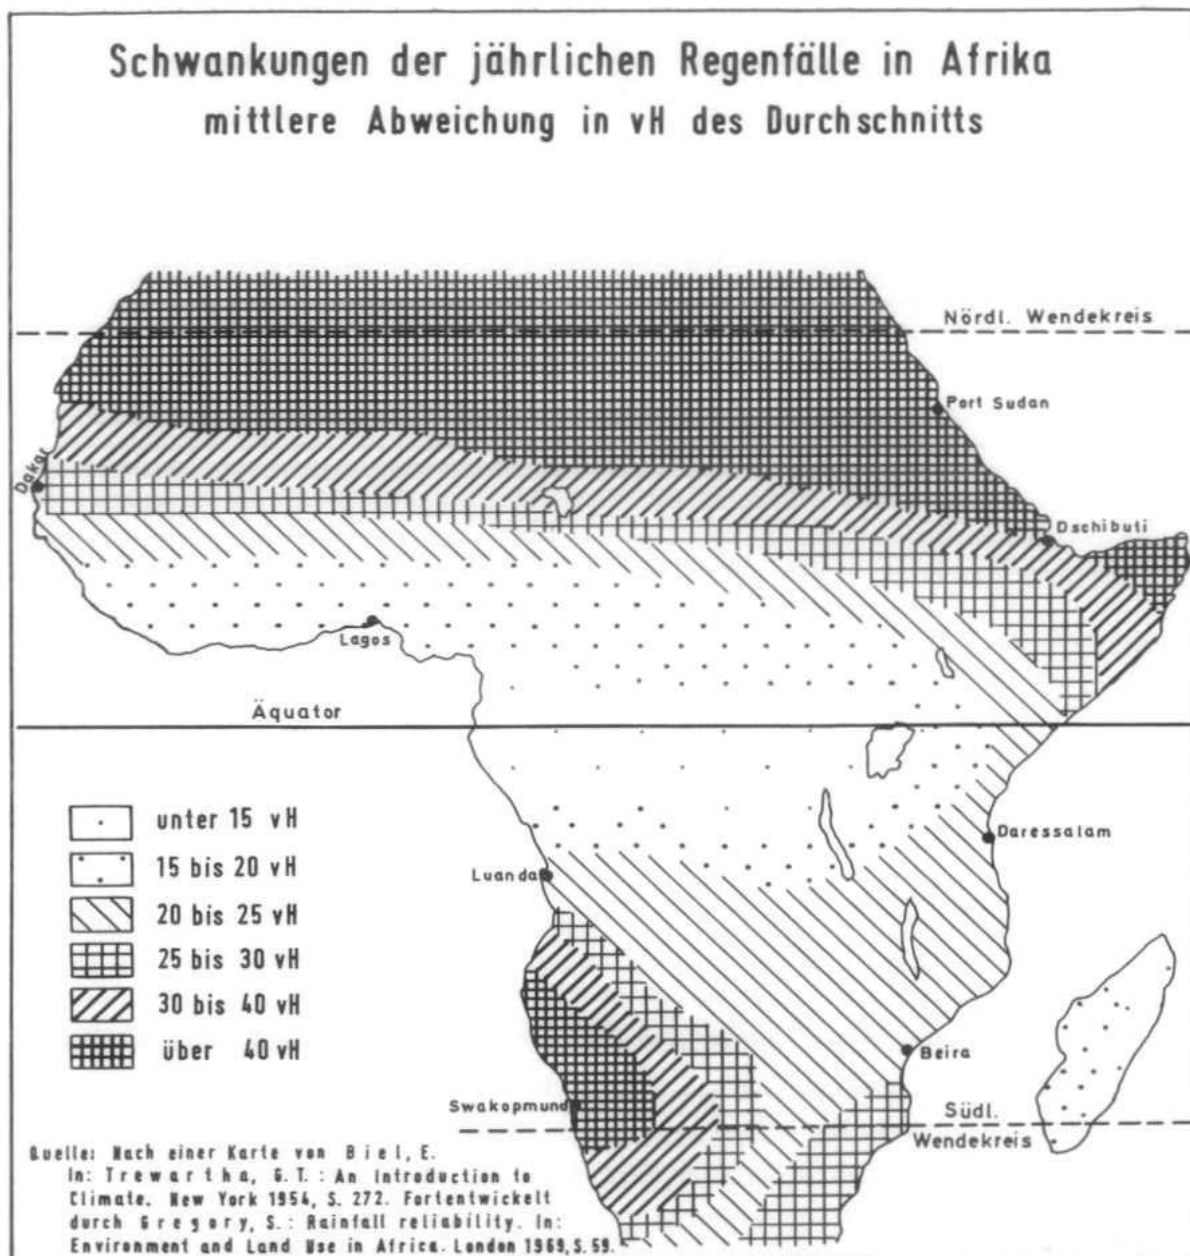 Schwankungen der jährlichen Regenfälle in Afrika
mittlere Abweichung in vH des Durchschnitts
Nördl. Wendekreis
Port Sudan
Dakar
Dschibuti
Lagos
Äquator
unter 15 vH
15 bis 20 vH
20 bis 25 vH
25 bis 30 vH
30 bis 40 vH
über 40 vH
Daressalam
Luanda
Beira
Swakopmund
Südl.
Wendekreis
Quelle: Nach einer Karte von Biel, E.
In: Trewartha, G.T.: An Introduction to
Climate. New York 1954, S. 272. Fortentwickelt
durch Gregory, S.: Rainfall reliability. In:
Environment and Land Use in Africa. London 1969, S. 59.